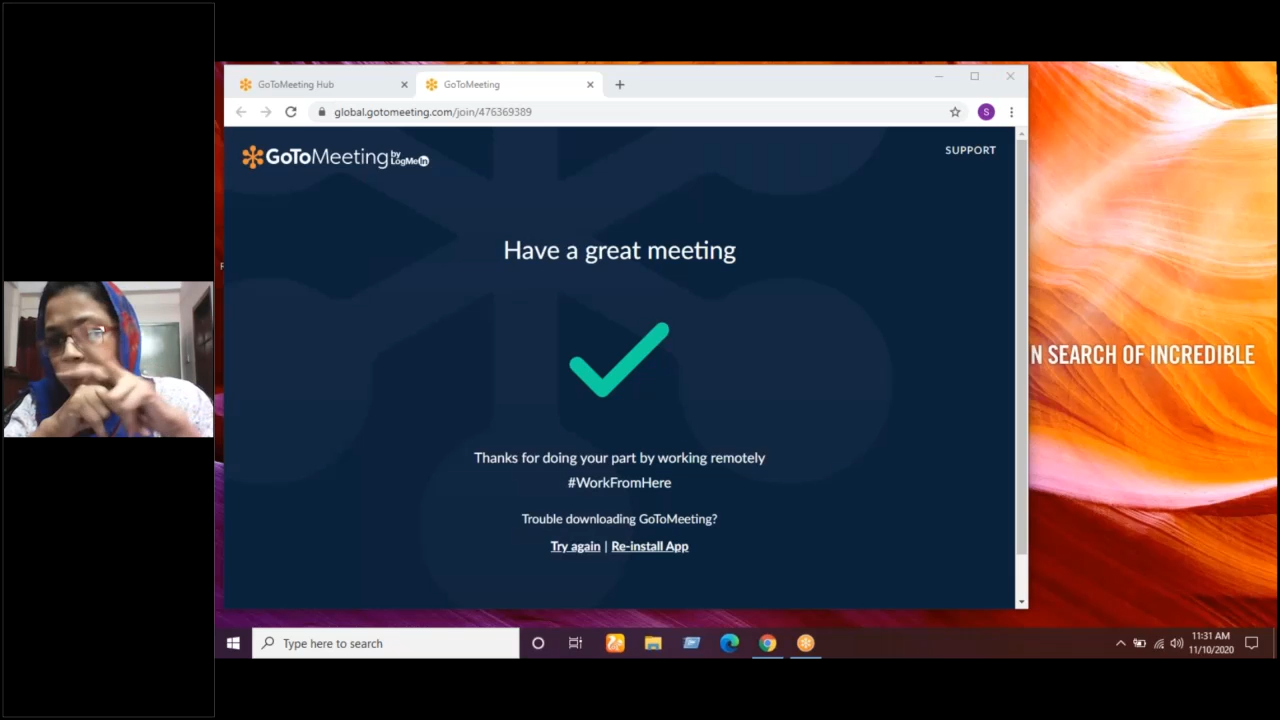 GoToMeeting Hub
GoToMeeting
global.gotomeeting.com/join/476369389
S
GoToMeeting by LogMeIn
SUPPORT
Have a great meeting
Thanks for doing your part by working remotely
#WorkFromHere
Trouble downloading GoToMeeting?
Try again | Re-install App
N SEARCH OF INCREDIBLE
Type here to search
11:31 AM
11/10/2020